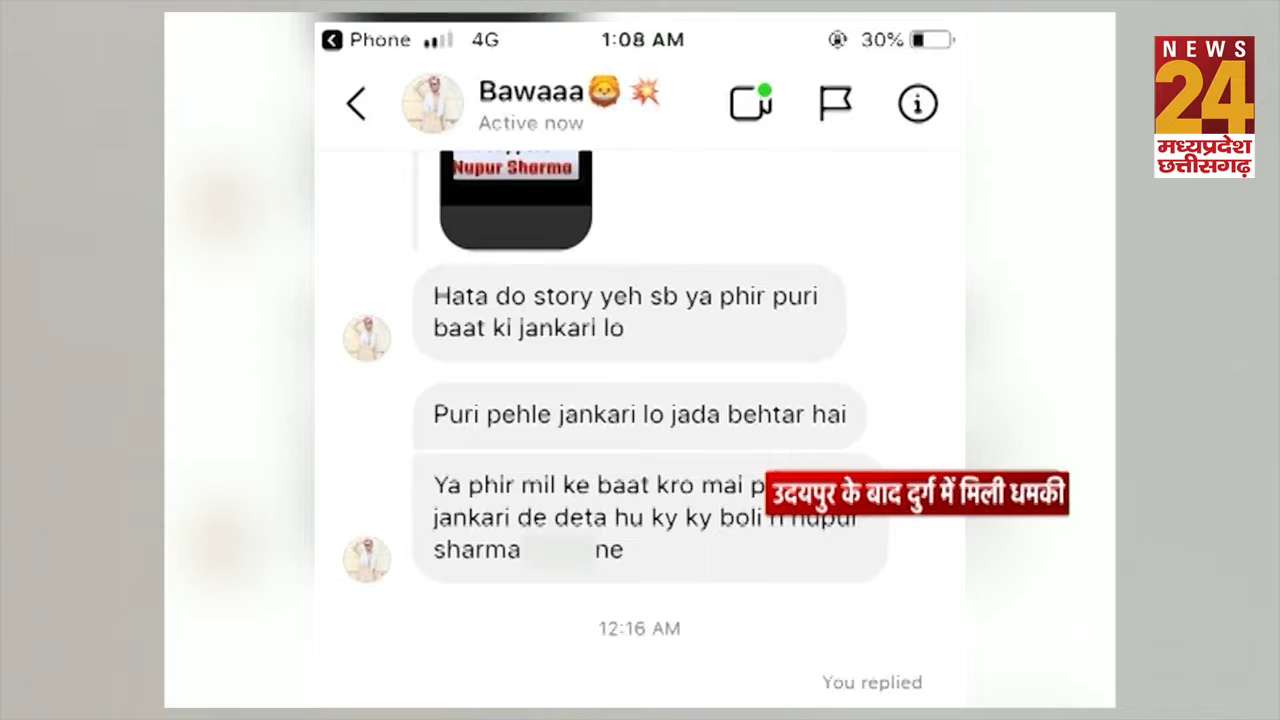 Phone
4G
1:08 AM
30%
NEWS
24
मध्यप्रदेश
छत्तीसगढ़
Bawaaa
Active now
Nupur Sharma
Hata do story yeh sb ya phir puri
baat ki jankari lo
Puri pehle jankari lo jada behtar hai
Ya phir mil ke baat kro mai
उदयपुर के बाद दुर्ग में मिली धमकी
jankari de deta hu ky ky boli h nupur
sharma ne
12:16 AM
You replied